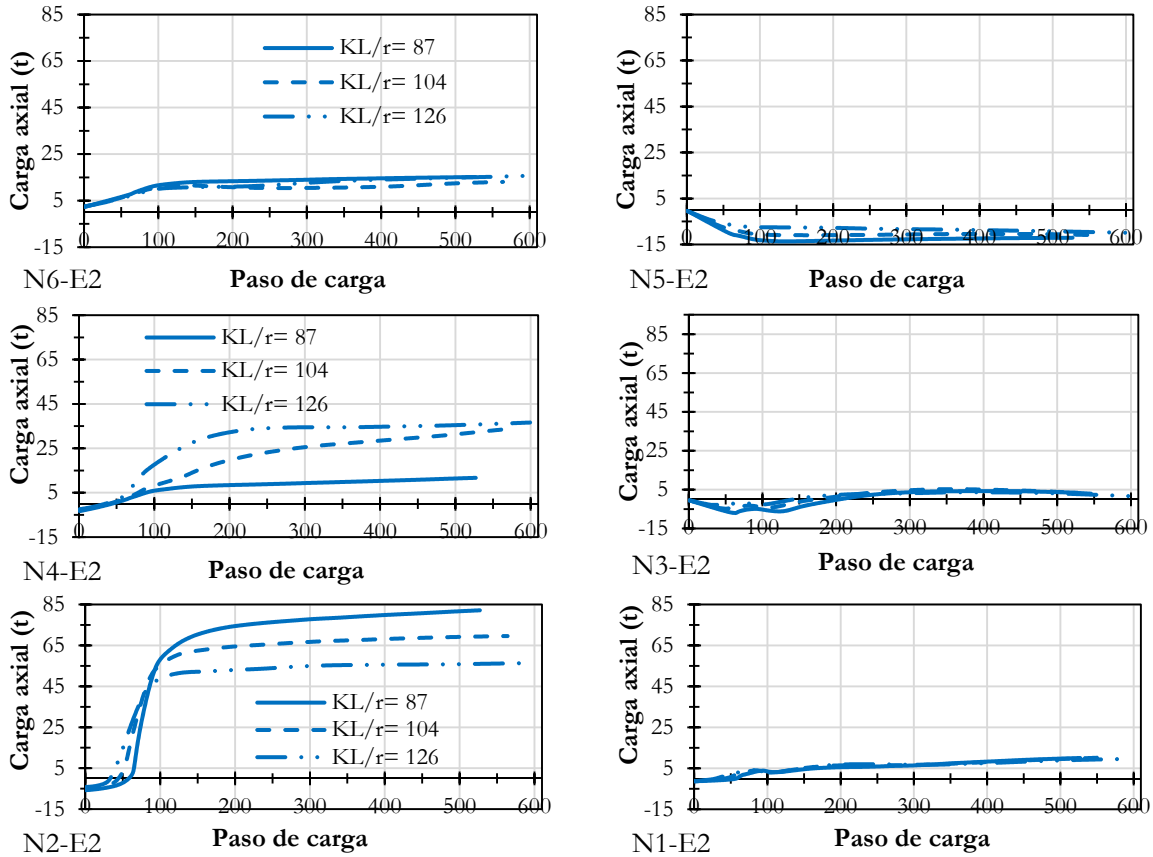 85
65
45
25
5
-15
Carga axial (t)
KL/r= 87
KL/r= 104
KL/r= 126
0 100 200 300 400 500 600
N6-E2 Paso de carga
85
65
45
25
5
-15
Carga axial (t)
0 100 200 300 400 500 600
N5-E2 Paso de carga
85
65
45
25
5
-15
Carga axial (t)
KL/r= 87
KL/r= 104
KL/r= 126
0 100 200 300 400 500 600
N4-E2 Paso de carga
85
65
45
25
5
-15
Carga axial (t)
0 100 200 300 400 500 600
N3-E2 Paso de carga
85
65
45
25
5
-15
Carga axial (t)
KL/r= 87
KL/r= 104
KL/r= 126
0 100 200 300 400 500 600
N2-E2 Paso de carga
85
65
45
25
5
-15
Carga axial (t)
0 100 200 300 400 500 600
N1-E2 Paso de carga